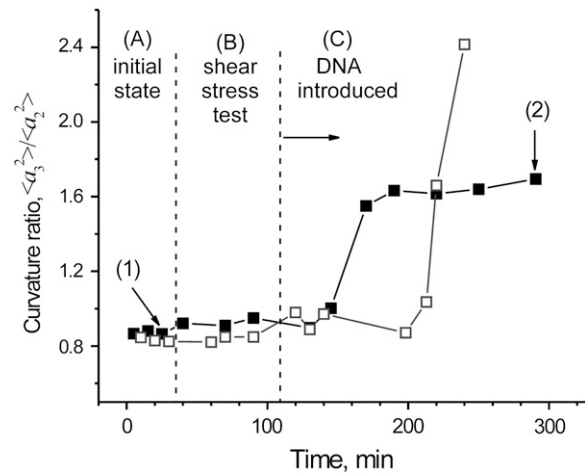 (A)
initial
state
(B)
shear
stress
test
(C)
DNA
introduced
(1)
(2)
2.4
2.0
1.6
1.2
0.8
Curvature ratio, <a₃²>/<a₂²>
0
100
200
300
Time, min